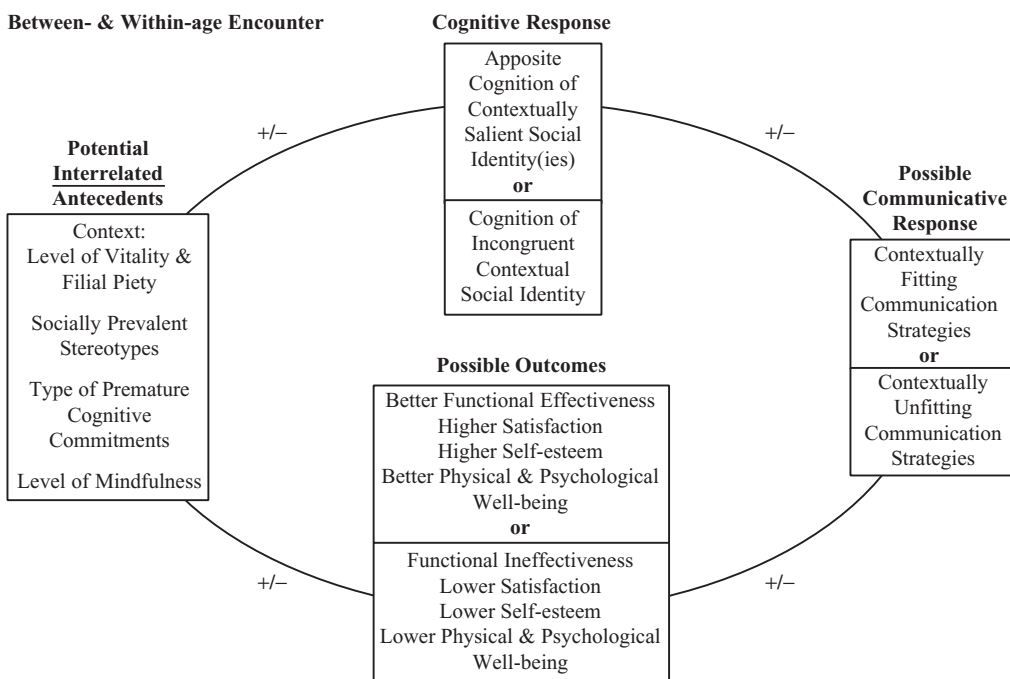 Between- & Within-age Encounter
Cognitive Response
Apposite
Cognition of
Contextually
Salient Social
Identity(ies)
or
Cognition of
Incongruent
Contextual
Social Identity
+/−
+/−
Potential
Interrelated
Antecedents
Context:
Level of Vitality &
Filial Piety
Socially Prevalent
Stereotypes
Type of Premature
Cognitive
Commitments
Level of Mindfulness
Possible
Communicative
Response
Contextually
Fitting
Communication
Strategies
or
Contextually
Unfitting
Communication
Strategies
Possible Outcomes
Better Functional Effectiveness
Higher Satisfaction
Higher Self-esteem
Better Physical & Psychological
Well-being
or
Functional Ineffectiveness
Lower Satisfaction
Lower Self-esteem
Lower Physical & Psychological
Well-being
+/−
+/−